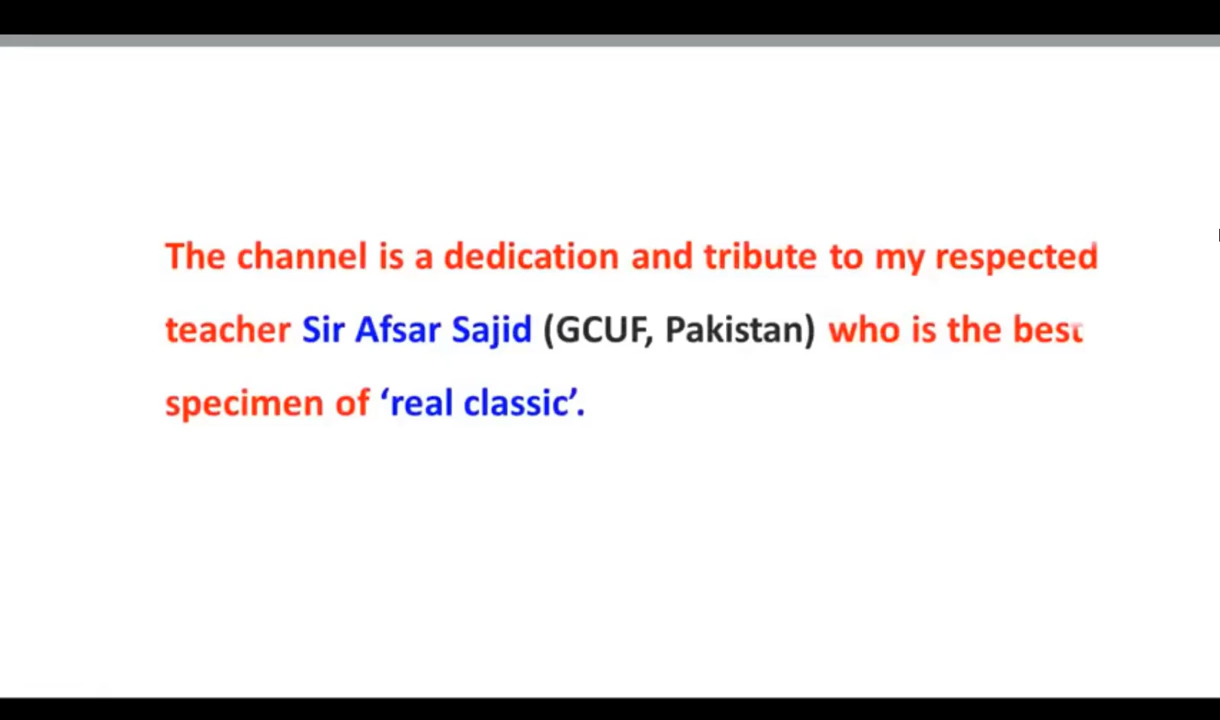 The channel is a dedication and tribute to my respected
teacher Sir Afsar Sajid (GCUF, Pakistan) who is the best
specimen of ‘real classic’.